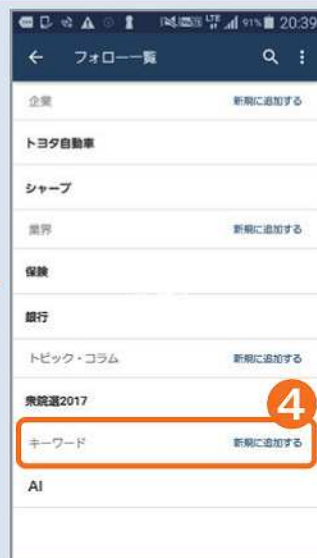 LTE 91% 20:39
← フォロー一覧
企業 新規に追加する
トヨタ自動車
シャープ
業界 新規に追加する
保険
銀行
トピック・コラム 新規に追加する
衆院選2017
4
キーワード 新規に追加する
AI